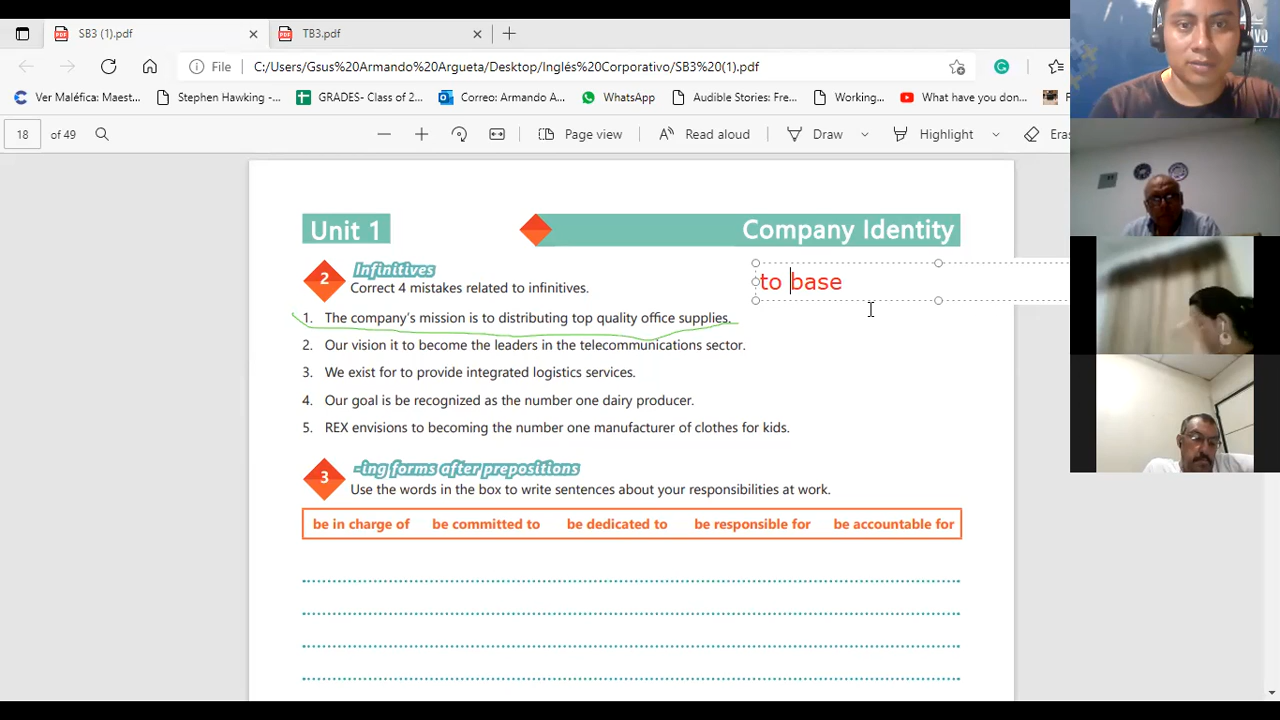 SB3 (1).pdf
TB3.pdf
File
C:/Users/Gsus%20Armando%20Argueta/Desktop/Inglés%20Corporativo/SB3%20(1).pdf
Ver Maléfica: Maest...
Stephen Hawking -...
GRADES- Class of 2...
Correo: Armando A...
WhatsApp
Audible Stories: Fre...
Working...
What have you don...
18 of 49
Page view
Read aloud
Draw
Highlight
Eras
Unit 1
Company Identity
2
Infinitives
Correct 4 mistakes related to infinitives.
to base
1. The company's mission is to distributing top quality office supplies.
2. Our vision it to become the leaders in the telecommunications sector.
3. We exist for to provide integrated logistics services.
4. Our goal is be recognized as the number one dairy producer.
5. REX envisions to becoming the number one manufacturer of clothes for kids.
3
-ing forms after prepositions
Use the words in the box to write sentences about your responsibilities at work.
be in charge of be committed to be dedicated to be responsible for be accountable for